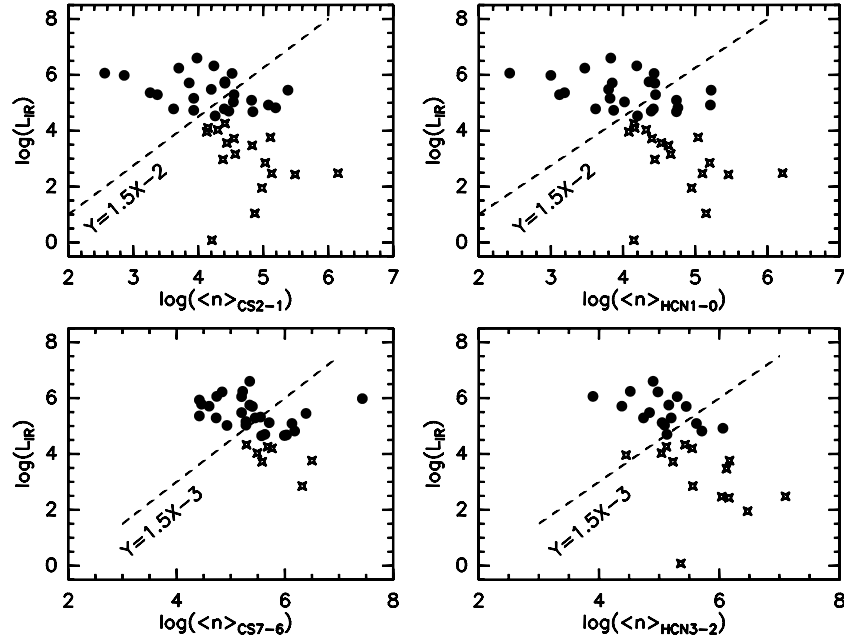 8
6
4
2
0
log(L_IR)
Y=1.5X−2
2 3 4 5 6 7
log(<n>_CS2−1)
8
6
4
2
0
log(L_IR)
Y=1.5X−2
2 3 4 5 6 7
log(<n>_HCN1−0)
8
6
4
2
0
log(L_IR)
Y=1.5X−3
2 4 6 8
log(<n>_CS7−6)
8
6
4
2
0
log(L_IR)
Y=1.5X−3
2 4 6 8
log(<n>_HCN3−2)